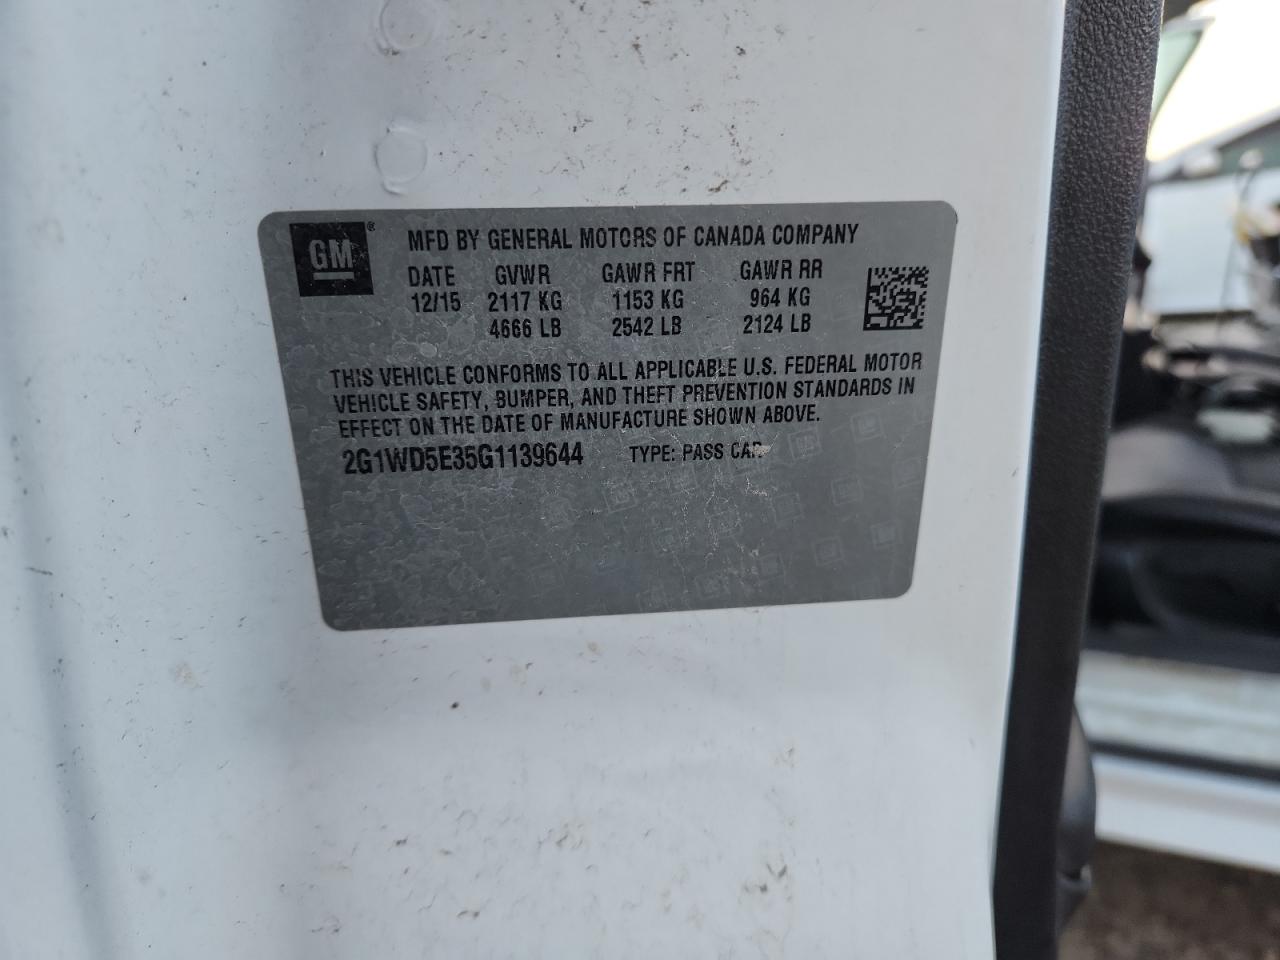 GM ®
MFD BY GENERAL MOTORS OF CANADA COMPANY
DATE GVWR GAWR FRT GAWR RR
12/15 2117 KG 1153 KG 964 KG
4666 LB 2542 LB 2124 LB
THIS VEHICLE CONFORMS TO ALL APPLICABLE U.S. FEDERAL MOTOR
VEHICLE SAFETY, BUMPER, AND THEFT PREVENTION STANDARDS IN
EFFECT ON THE DATE OF MANUFACTURE SHOWN ABOVE.
2G1WD5E35G1139644 TYPE: PASS CAR